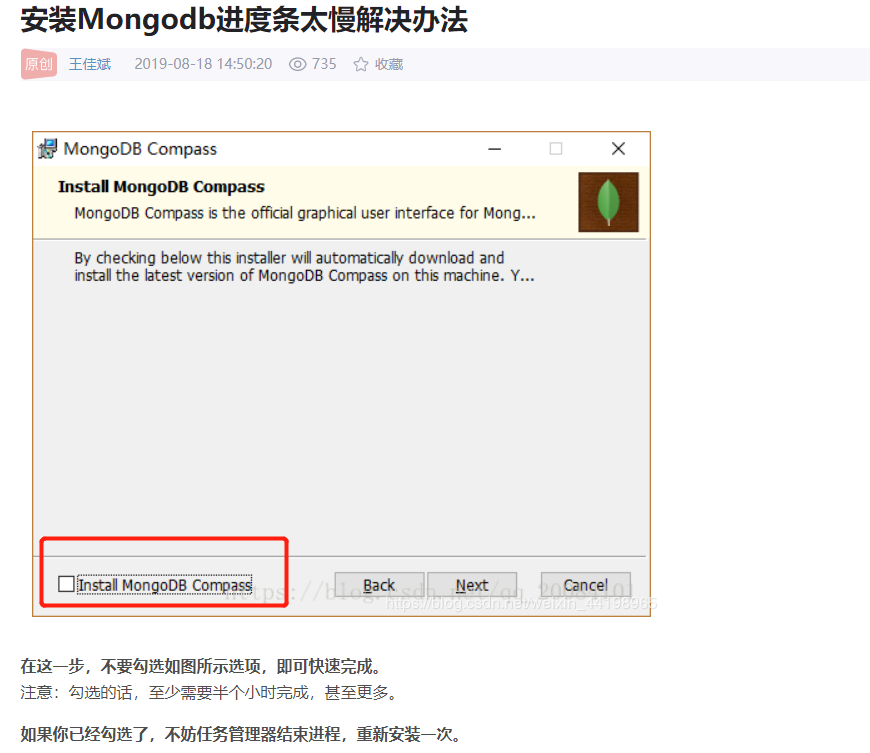 安装Mongodb进度条太慢解决办法
原创 王佳斌 2019-08-18 14:50:20 735 收藏
MongoDB Compass
Install MongoDB Compass
MongoDB Compass is the official graphical user interface for Mong...
By checking below this installer will automatically download and
install the latest version of MongoDB Compass on this machine. Y...
Install MongoDB Compass Back Next Cancel
https://blog.csdn.net/weixin_44198965
在这一步，不要勾选如图所示选项，即可快速完成。
注意：勾选的话，至少需要半个小时完成，甚至更多。
如果你已经勾选了，不妨任务管理器结束进程，重新安装一次。